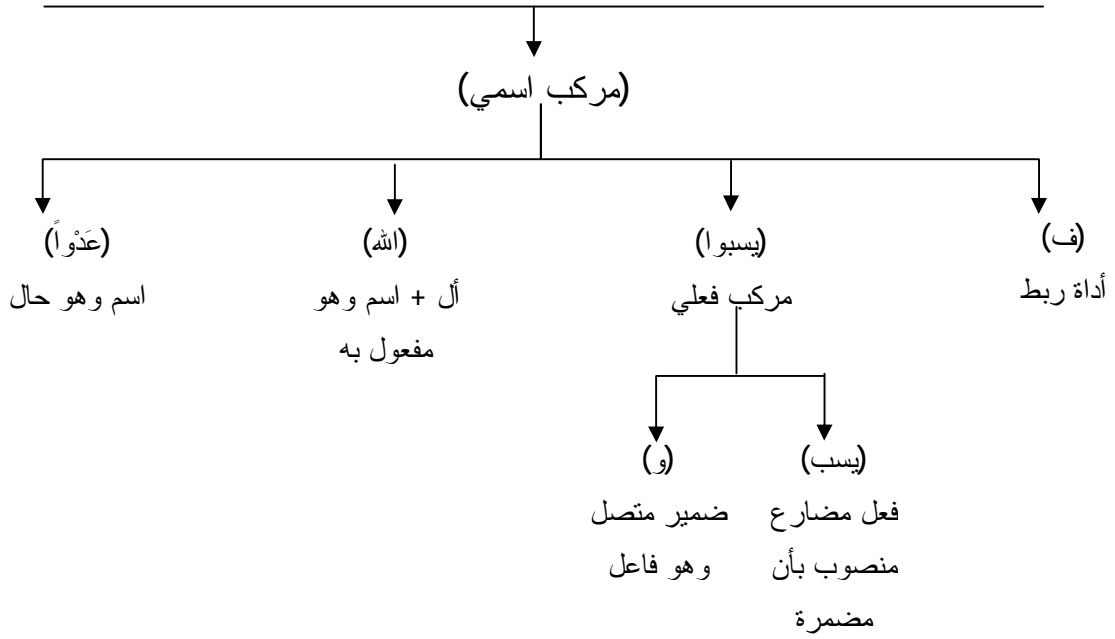 (مركب اسمي)
(ف)
أداة ربط
(يسبوا)
مركب فعلي
(الله)
أل + اسم وهو
مفعول به
(عَدْواً)
اسم وهو حال
(يسب)
فعل مضارع
منصوب بأن
مضمرة
(و)
ضمير متصل
وهو فاعل